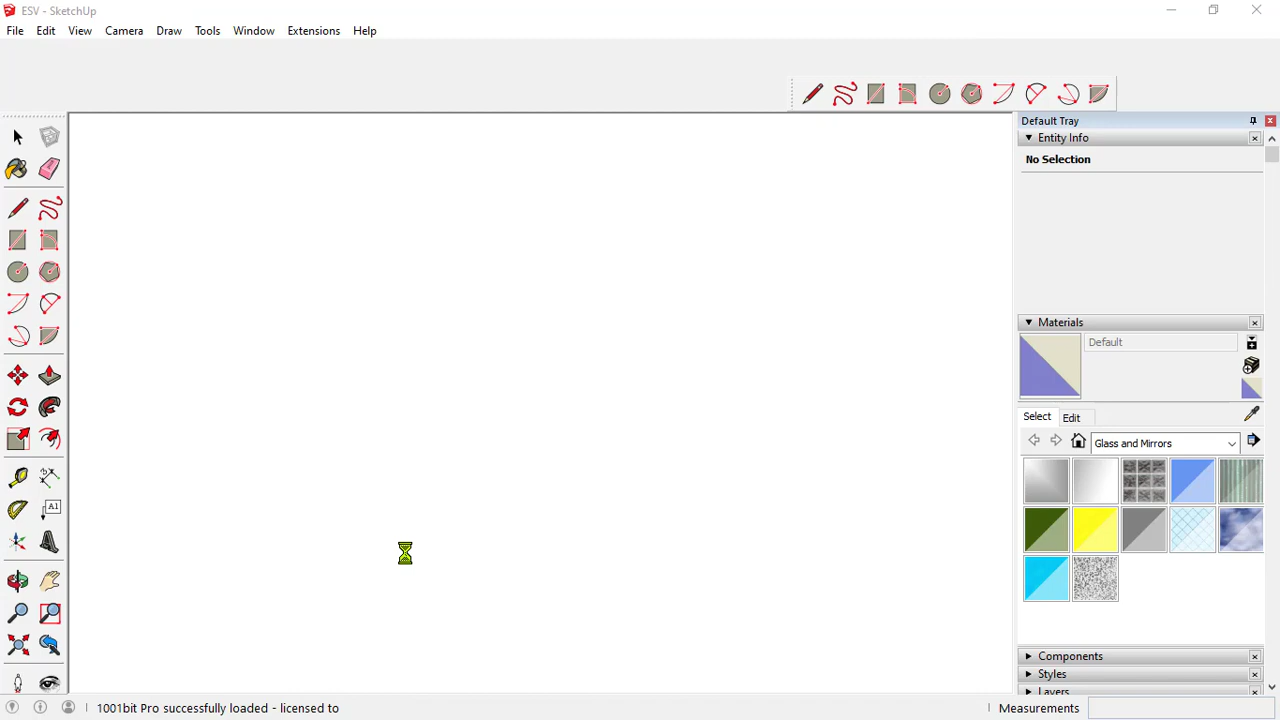 ESV - SketchUp
File Edit View Camera Draw Tools Window Extensions Help
Default Tray
Entity Info
No Selection
Materials
Default
Select Edit
Glass and Mirrors
A1
Components
Styles
Layers
1001bit Pro successfully loaded - licensed to
Measurements